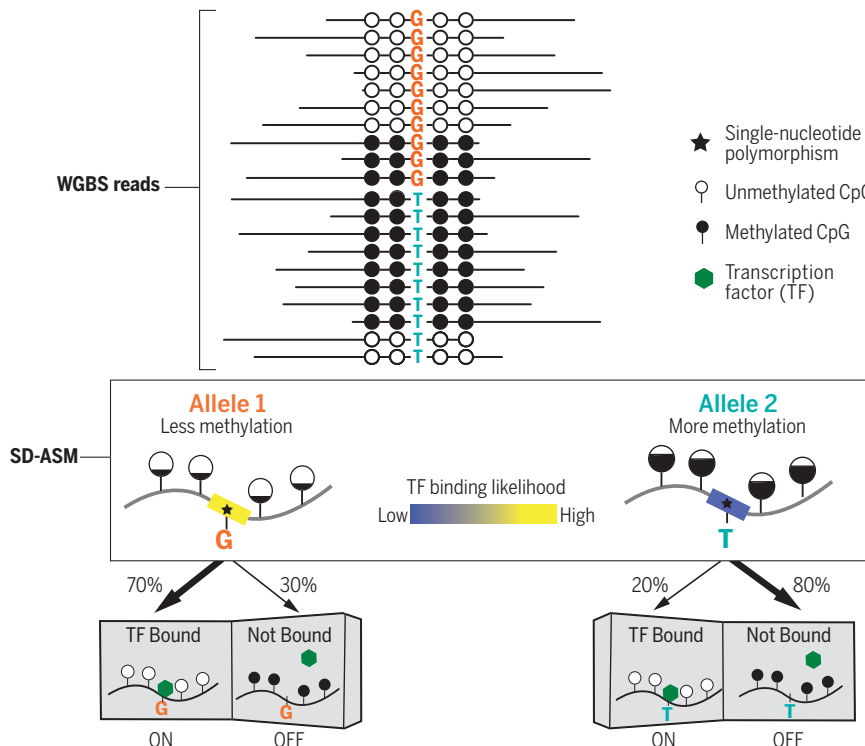 G
G
G
G
G
G
G
G
G
G
T
T
T
T
T
T
T
T
T
T
WGBS reads
Single-nucleotide
polymorphism
Unmethylated CpG
Methylated CpG
Transcription
factor (TF)
SD-ASM
Allele 1
Less methylation
G
TF binding likelihood
Low High
Allele 2
More methylation
T
70% 30%
TF Bound Not Bound
G G
ON OFF
20% 80%
TF Bound Not Bound
T T
ON OFF